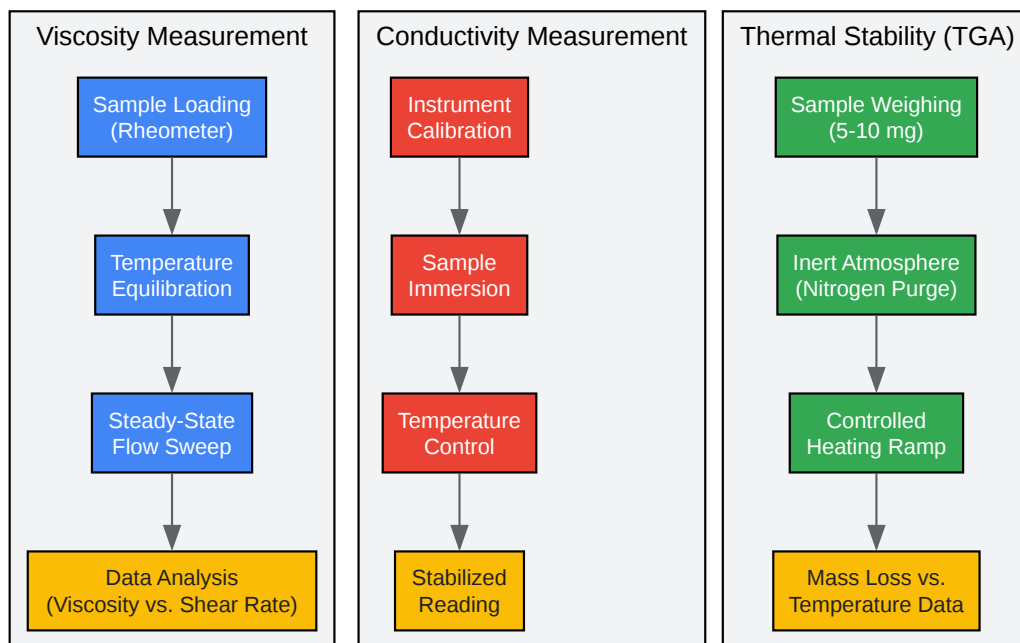 Viscosity Measurement
Sample Loading
(Rheometer)
Temperature
Equilibration
Steady-State
Flow Sweep
Data Analysis
(Viscosity vs. Shear Rate)
Conductivity Measurement
Instrument
Calibration
Sample
Immersion
Temperature
Control
Stabilized
Reading
Thermal Stability (TGA)
Sample Weighing
(5-10 mg)
Inert Atmosphere
(Nitrogen Purge)
Controlled
Heating Ramp
Mass Loss vs.
Temperature Data